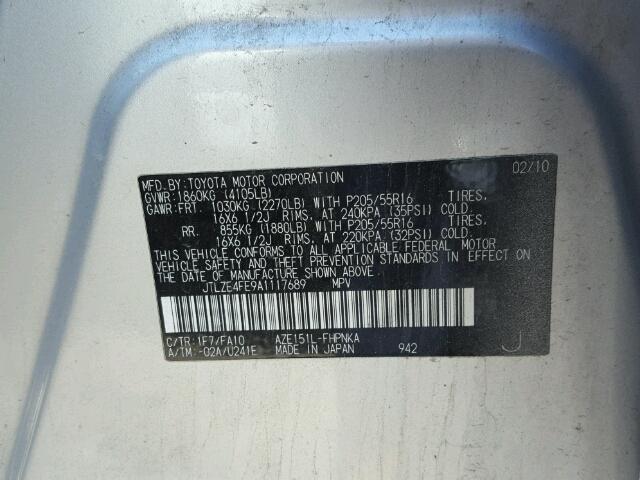 MFD.BY:TOYOTA MOTOR CORPORATION 02/10
GVWR:1860KG (4105LB)
GAWR:FRT. 1030KG (2270LB) WITH P205/55R16 TIRES,
16X6 1/2J RIMS, AT 240KPA (35PSI) COLD.
RR. 855KG (1880LB) WITH P205/55R16 TIRES,
16X6 1/2J RIMS, AT 220KPA (32PSI) COLD.
THIS VEHICLE CONFORMS TO ALL APPLICABLE FEDERAL MOTOR
VEHICLE SAFETY AND THEFT PREVENTION STANDARDS IN EFFECT ON
THE DATE OF MANUFACTURE SHOWN ABOVE.
JTLZE4FE9A1117689 MPV
C/TR:1F7/FA10 AZE151L-FHPNKA
A/TM:-02A/U241E MADE IN JAPAN 942 J